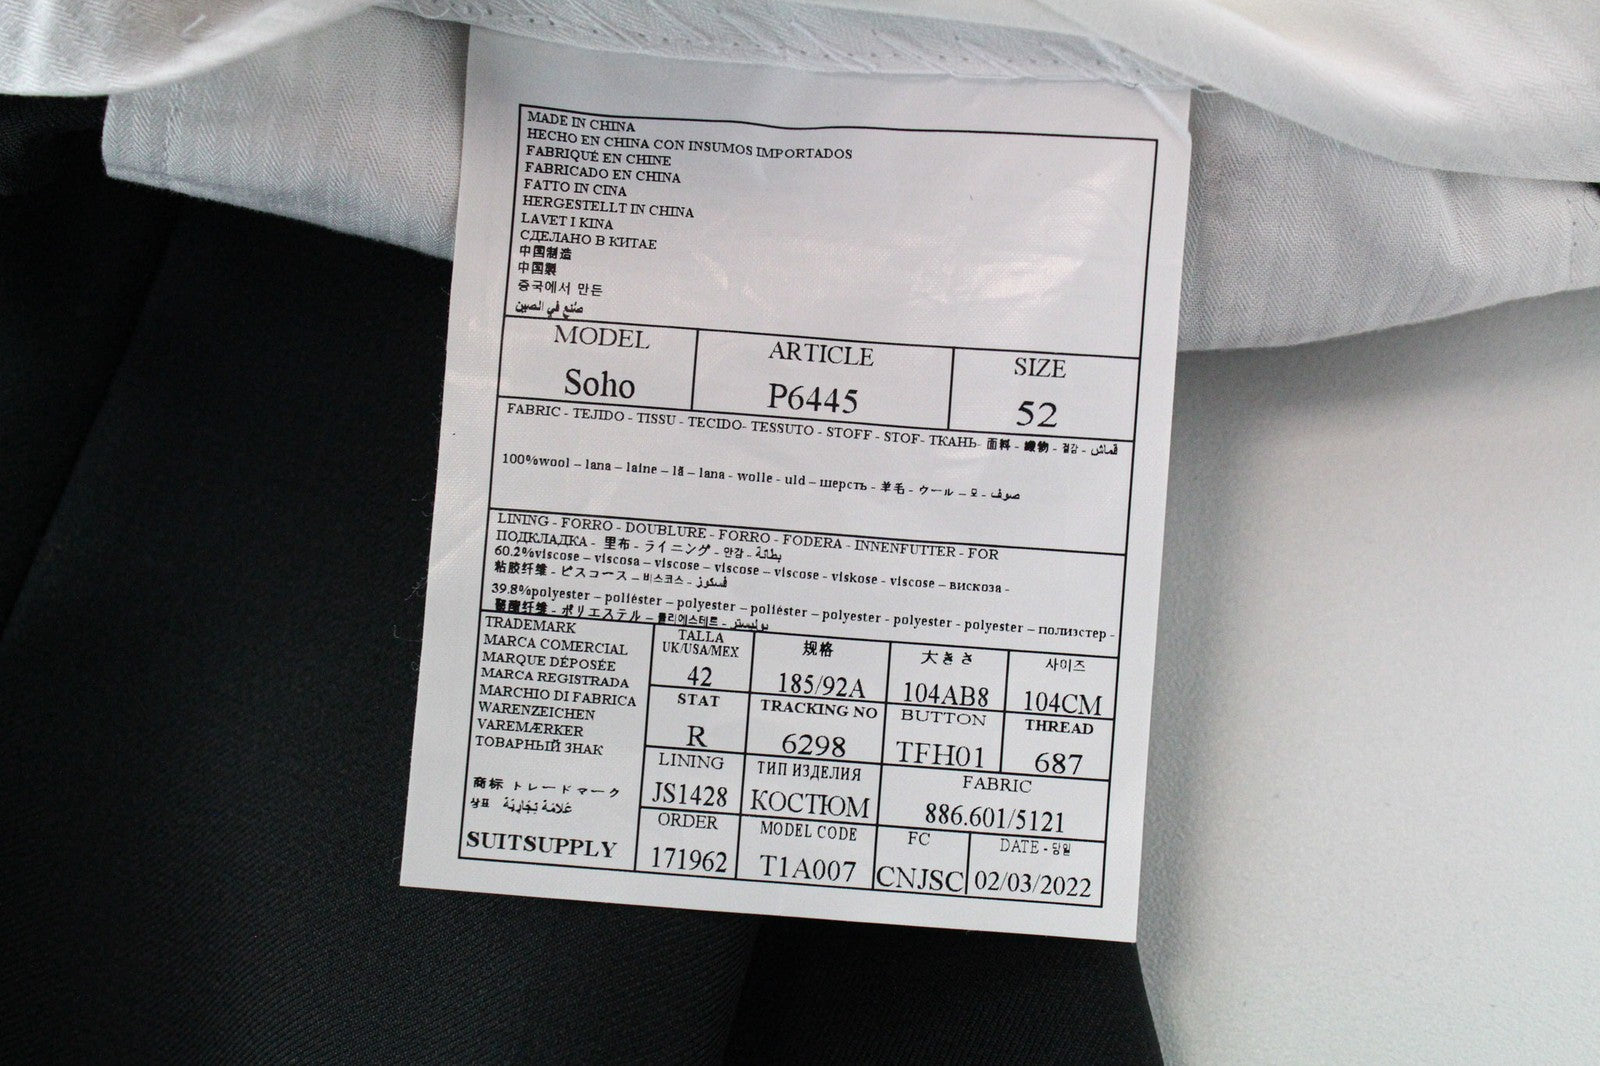 MADE IN CHINA
HECHO EN CHINA CON INSUMOS IMPORTADOS
FABRIQUÉ EN CHINE
FABRICADO EN CHINA
FATTO IN CINA
HERGESTELLT IN CHINA
LAVET I KINA
СДЕЛАНО В КИТАЕ
中国制造
中国製
중국에서 만든
صُنع في الصين
MODEL ARTICLE SIZE
Soho P6445 52
FABRIC - TEJIDO - TISSU - TECIDO- TESSUTO - STOFF - STOF- ТКАНЬ- 面料 - 織物 - 겉감 - قماش
100%wool – lana – laine – lã – lana - wolle - uld – шерсть - 羊毛 - ウール – 모 - صوف
LINING - FORRO - DOUBLURE - FORRO - FODERA - INNENFUTTER - FOR
ПОДКЛАДКА - 里布 - ライニング - 안감 - بطانة
60.2%viscose – viscosa – viscose – viscose – viscose - viskose - viscose – вискоза -
粘胶纤维 - ビスコース – 비스코스 - فسكوز
39.8%polyester – poliéster – polyester – poliéster – polyester - polyester - polyester – полиэстер -
聚酯纤维 - ポリエステル – 폴리에스테르 - بوليستر
TRADEMARK
MARCA COMERCIAL
MARQUE DÉPOSÉE
MARCA REGISTRADA
MARCHIO DI FABRICA
WARENZEICHEN
VAREMÆRKER
ТОВАРНЫЙ ЗНАК
商标 トレードマーク
상표 عَلامَة تِجَارِيَّة
SUITSUPPLY
TALLA 规格 大きさ 사이즈
UK/USA/MEX
42 185/92A 104AB8 104CM
STAT TRACKING NO BUTTON THREAD
R 6298 TFH01 687
LINING ТИП ИЗДЕЛИЯ FABRIC
JS1428 КОСТЮМ 886.601/5121
ORDER MODEL CODE FC DATE - 당일
171962 T1A007 CNJSC 02/03/2022